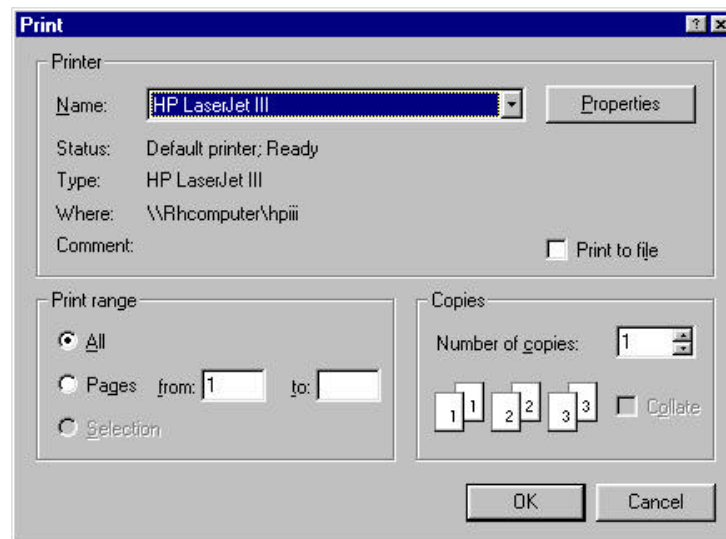 Print
Printer
Name: HP LaserJet III Properties
Status: Default printer; Ready
Type: HP LaserJet III
Where: \\Rhcomputer\hpiii
Comment:
Print to file
Print range
All
Pages from: 1 to:
Selection
Copies
Number of copies: 1
1 1 2 2 3 3 Collate
OK Cancel